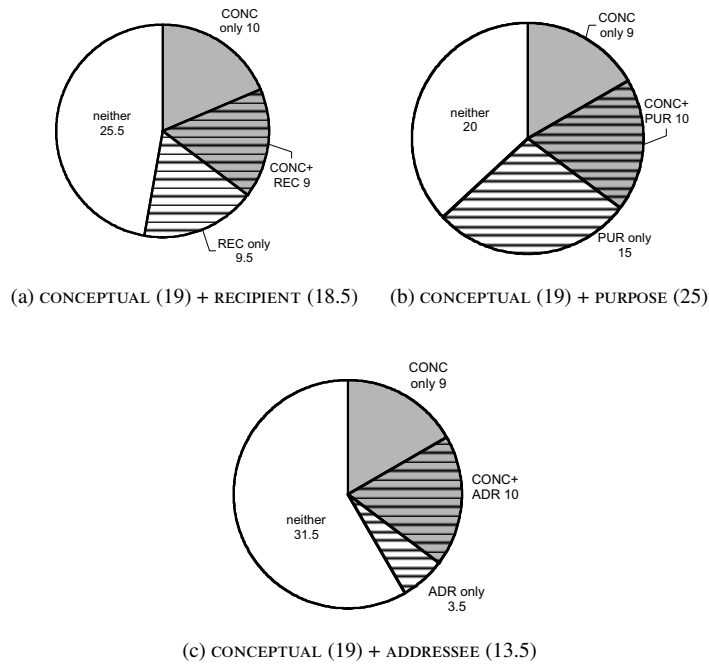 CONC
only 10
neither
25.5
CONC+
REC 9
REC only
9.5
(a) CONCEPTUAL (19) + RECIPIENT (18.5)
CONC
only 9
neither
20
CONC+
PUR 10
PUR only
15
(b) CONCEPTUAL (19) + PURPOSE (25)
CONC
only 9
CONC+
ADR 10
neither
31.5
ADR only
3.5
(c) CONCEPTUAL (19) + ADDRESSEE (13.5)